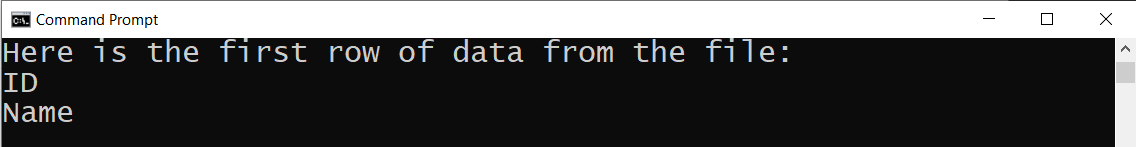 Command Prompt
Here is the first row of data from the file:
ID
Name